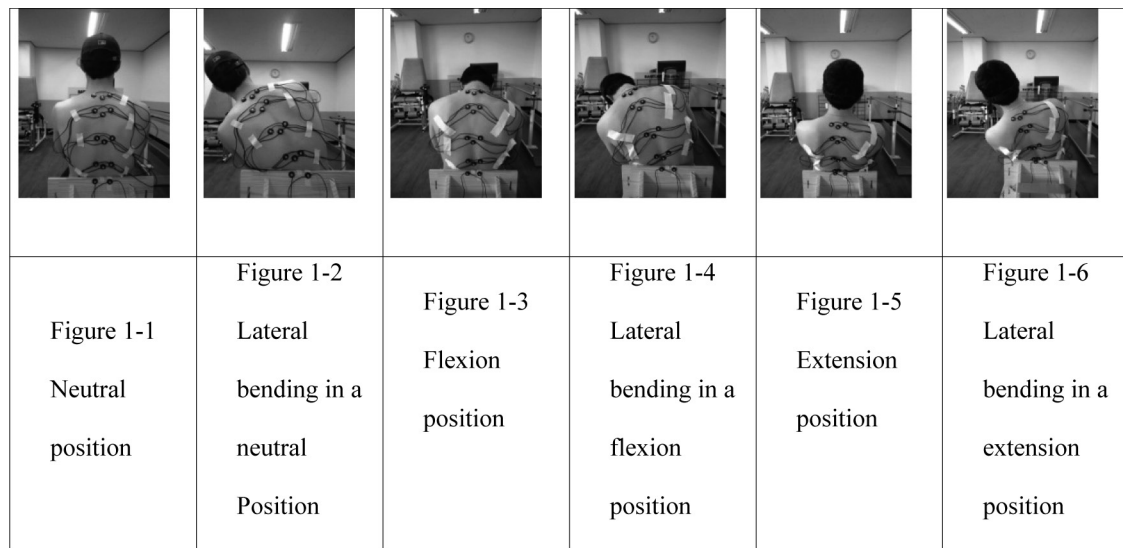 Figure 1-1
Neutral
position
Figure 1-2
Lateral
bending in a
neutral
Position
Figure 1-3
Flexion
position
Figure 1-4
Lateral
bending in a
flexion
position
Figure 1-5
Extension
position
Figure 1-6
Lateral
bending in a
extension
position